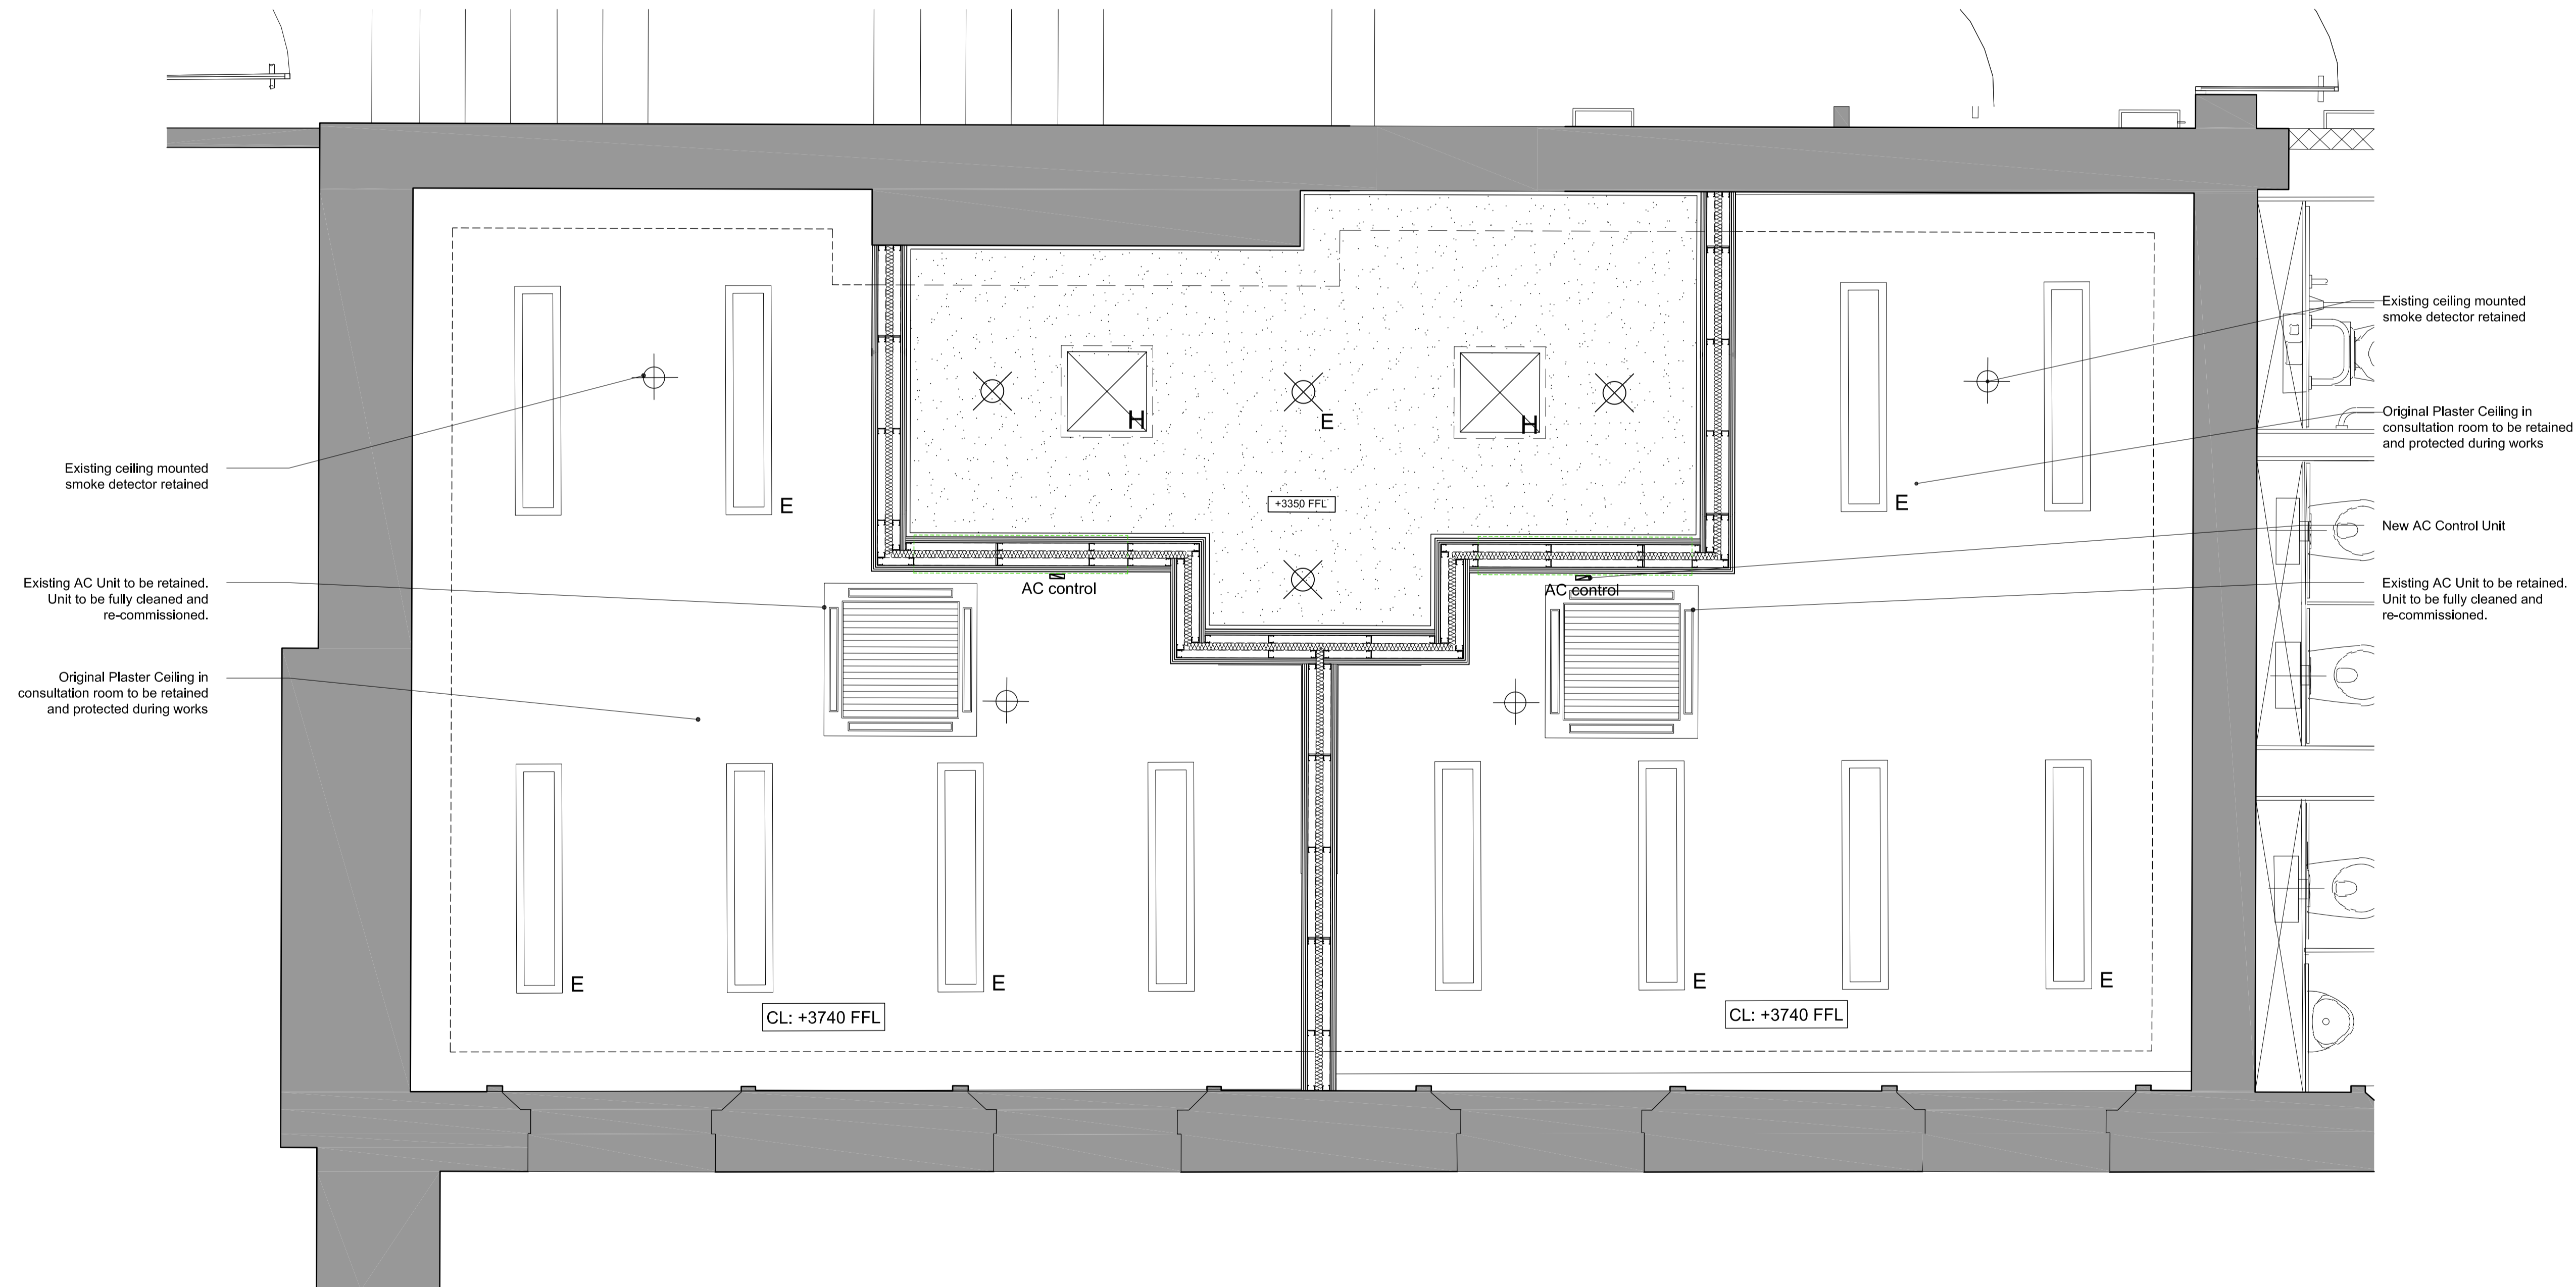 Existing ceiling mounted
smoke detector retained
Existing AC Unit to be retained.
Unit to be fully cleaned and
re-commissioned.
Original Plaster Ceiling in
consultation room to be retained
and protected during works
E
E
E
CL: +3740 FFL
H
E
H
+3350 FFL
AC control
AC control
E
E
E
CL: +3740 FFL
Existing ceiling mounted
smoke detector retained
Original Plaster Ceiling in
consultation room to be retained
and protected during works
New AC Control Unit
Existing AC Unit to be retained.
Unit to be fully cleaned and
re-commissioned.